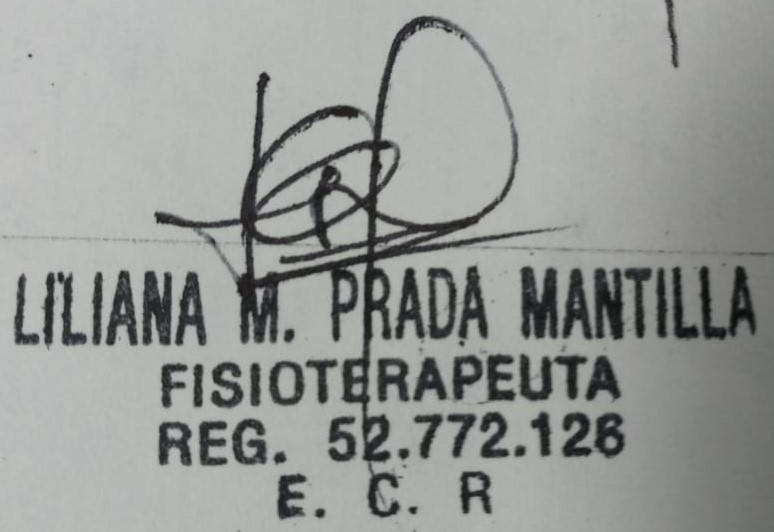 LILIANA M. PRADA MANTILLA
FISIOTERAPEUTA
REG. 52.772.126
E. C. R